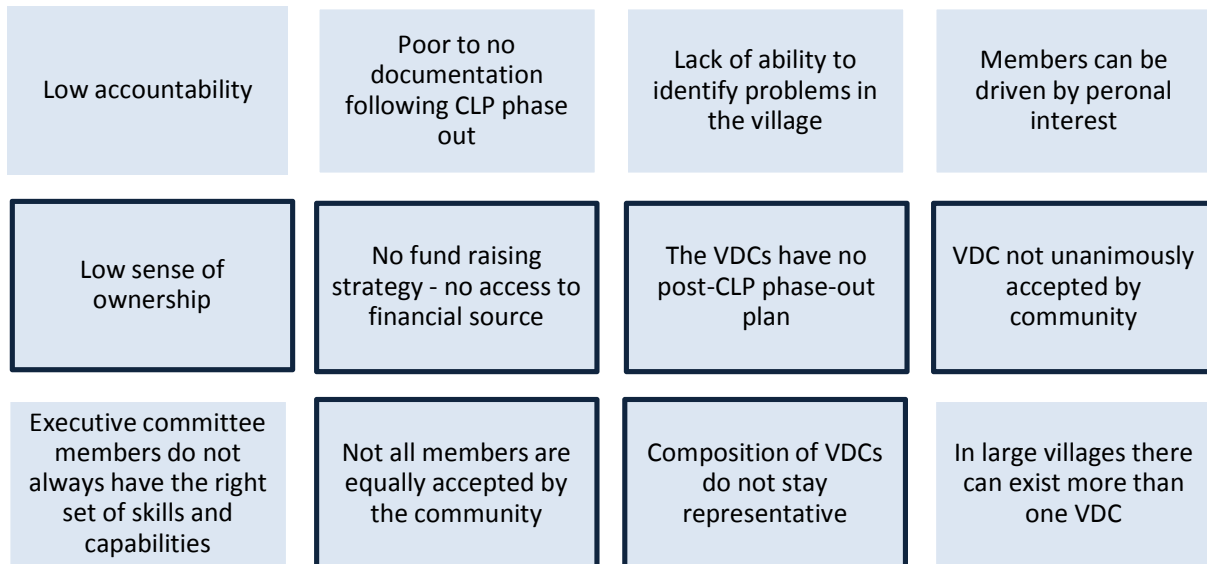 Low accountability
Poor to no
documentation
following CLP phase
out
Lack of ability to
identify problems in
the village
Members can be
driven by peronal
interest
Low sense of
ownership
No fund raising
strategy - no access to
financial source
The VDCs have no
post-CLP phase-out
plan
VDC not unanimously
accepted by
community
Executive committee
members do not
always have the right
set of skills and
capabilities
Not all members are
equally accepted by
the community
Composition of VDCs
do not stay
representative
In large villages there
can exist more than
one VDC